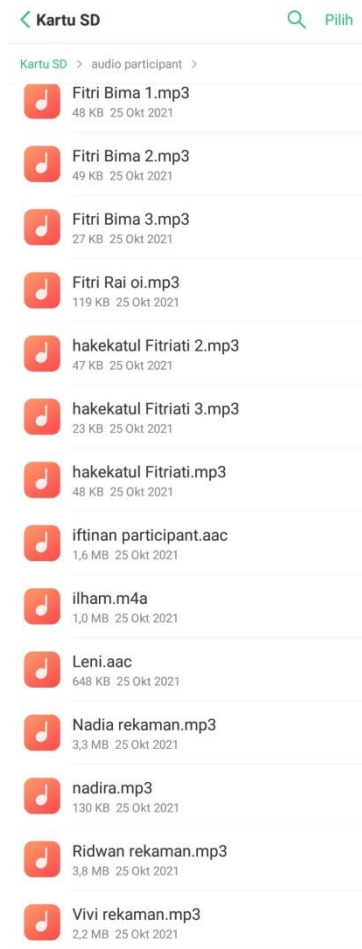 Kartu SD
Pilih
Kartu SD > audio participant >
Fitri Bima 1.mp3
48 KB 25 Okt 2021
Fitri Bima 2.mp3
49 KB 25 Okt 2021
Fitri Bima 3.mp3
27 KB 25 Okt 2021
Fitri Rai oi.mp3
119 KB 25 Okt 2021
hakekatul Fitriati 2.mp3
47 KB 25 Okt 2021
hakekatul Fitriati 3.mp3
23 KB 25 Okt 2021
hakekatul Fitriati.mp3
48 KB 25 Okt 2021
iftinan participant.aac
1,6 MB 25 Okt 2021
ilham.m4a
1,0 MB 25 Okt 2021
Leni.aac
648 KB 25 Okt 2021
Nadia rekaman.mp3
3,3 MB 25 Okt 2021
nadira.mp3
130 KB 25 Okt 2021
Ridwan rekaman.mp3
3,8 MB 25 Okt 2021
Vivi rekaman.mp3
2,2 MB 25 Okt 2021